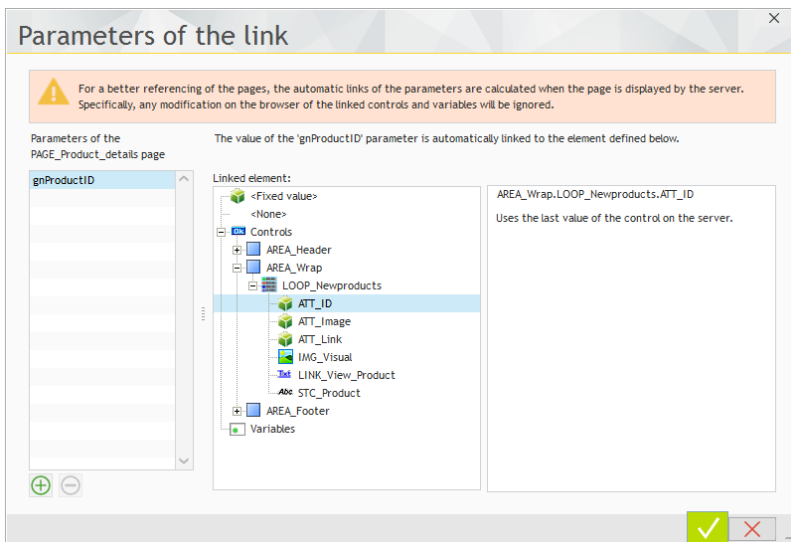 Parameters of the link
For a better referencing of the pages, the automatic links of the parameters are calculated when the page is displayed by the server.
Specifically, any modification on the browser of the linked controls and variables will be ignored.
Parameters of the
PAGE_Product_details page
The value of the 'gnProductID' parameter is automatically linked to the element defined below.
gnProductID
Linked element:
<Fixed value>
<None>
Ok Controls
AREA_Header
AREA_Wrap
LOOP_Newproducts
ATT_ID
ATT_Image
ATT_Link
IMG_Visual
Txt LINK_View_Product
Abc STC_Product
AREA_Footer
Variables
AREA_Wrap.LOOP_Newproducts.ATT_ID
Uses the last value of the control on the server.